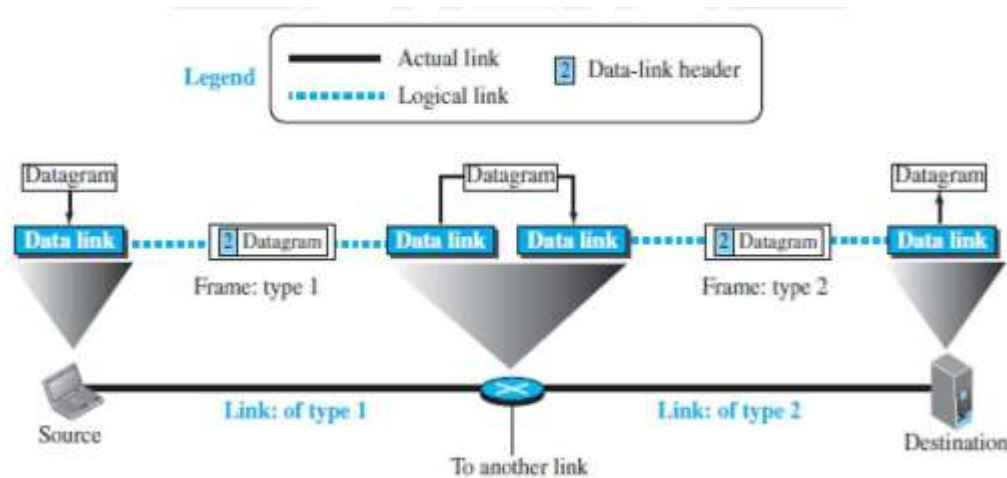 Legend
Actual link
2 Data-link header
Logical link
Datagram
Datagram
Datagram
Data link
2 Datagram
Data link
Data link
2 Datagram
Data link
Frame: type 1
Frame: type 2
Link: of type 1
Link: of type 2
Source
Destination
To another link